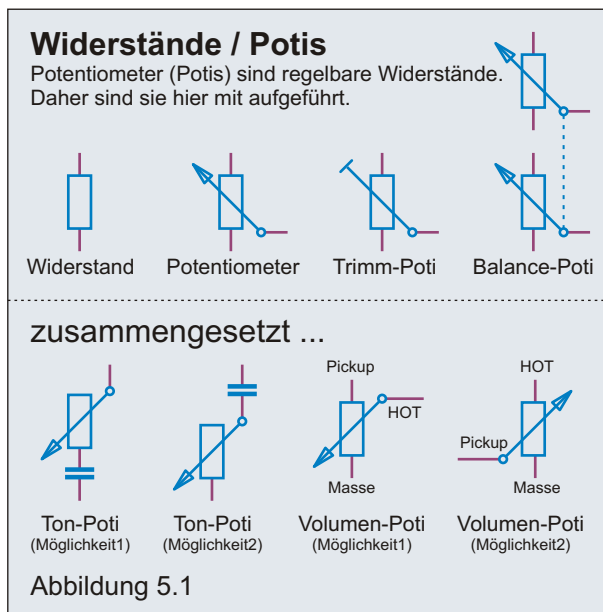 Widerstände / Potis
Potentiometer (Potis) sind regelbare Widerstände.
Daher sind sie hier mit aufgeführt.
Widerstand
Potentiometer
Trimm-Poti
Balance-Poti
zusammengesetzt ...
Pickup
HOT
Masse
HOT
Pickup
Masse
Ton-Poti
(Möglichkeit1)
Ton-Poti
(Möglichkeit2)
Volumen-Poti
(Möglichkeit1)
Volumen-Poti
(Möglichkeit2)
Abbildung 5.1